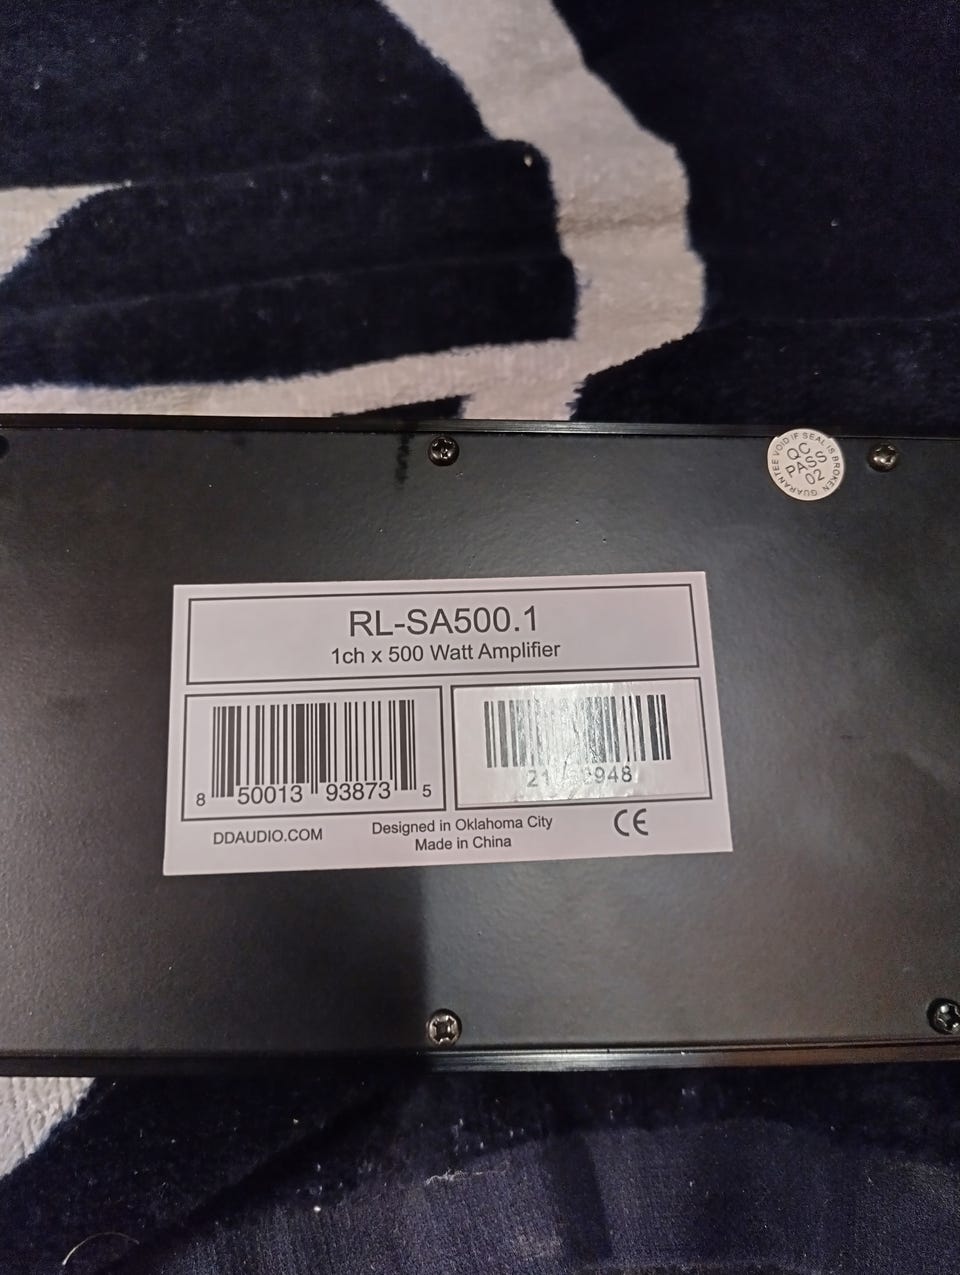 GUARANTEE VOID IF SEAL IS BROKEN
QC
PASS
02
RL-SA500.1
1ch x 500 Watt Amplifier
8 50013 93873 5
DDAUDIO.COM
Designed in Oklahoma City
Made in China
CE